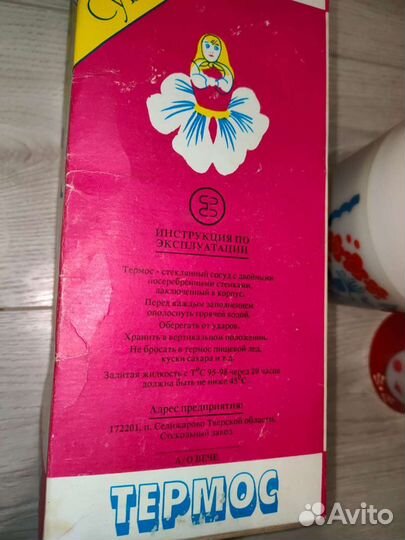 Су
ИНСТРУКЦИЯ ПО
ЭКСПЛУАТАЦИИ
Термос - стеклянный сосуд с двойными
посеребренными стенками,
заключенный в корпус.
Перед каждым заполнением
ополоснуть горячей водой.
Оберегать от ударов.
Хранить в вертикальном положении.
Не бросать в термос пищевой лед,
куски сахара и т.д.
Залитая жидкость с Т°С 95-98 через
часов
должна быть не ниже 45°С
Адрес предприятия:
172201, п. Селижарово Тверской области,
Стекольный завод.
ТЕРМОС
Avito